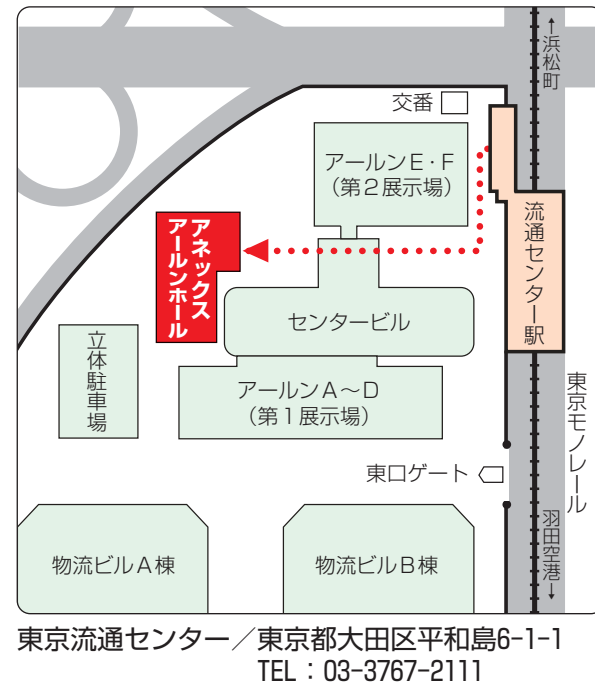 ←浜松町
交番
アールンE・F
（第2展示場）
アネックス
アールンホール
流通センター駅
センタービル
立体駐車場
アールンA〜D
（第1展示場）
東京モノレール
東口ゲート
羽田空港→
物流ビルA棟
物流ビルB棟
東京流通センター／東京都大田区平和島6-1-1
TEL：03-3767-2111